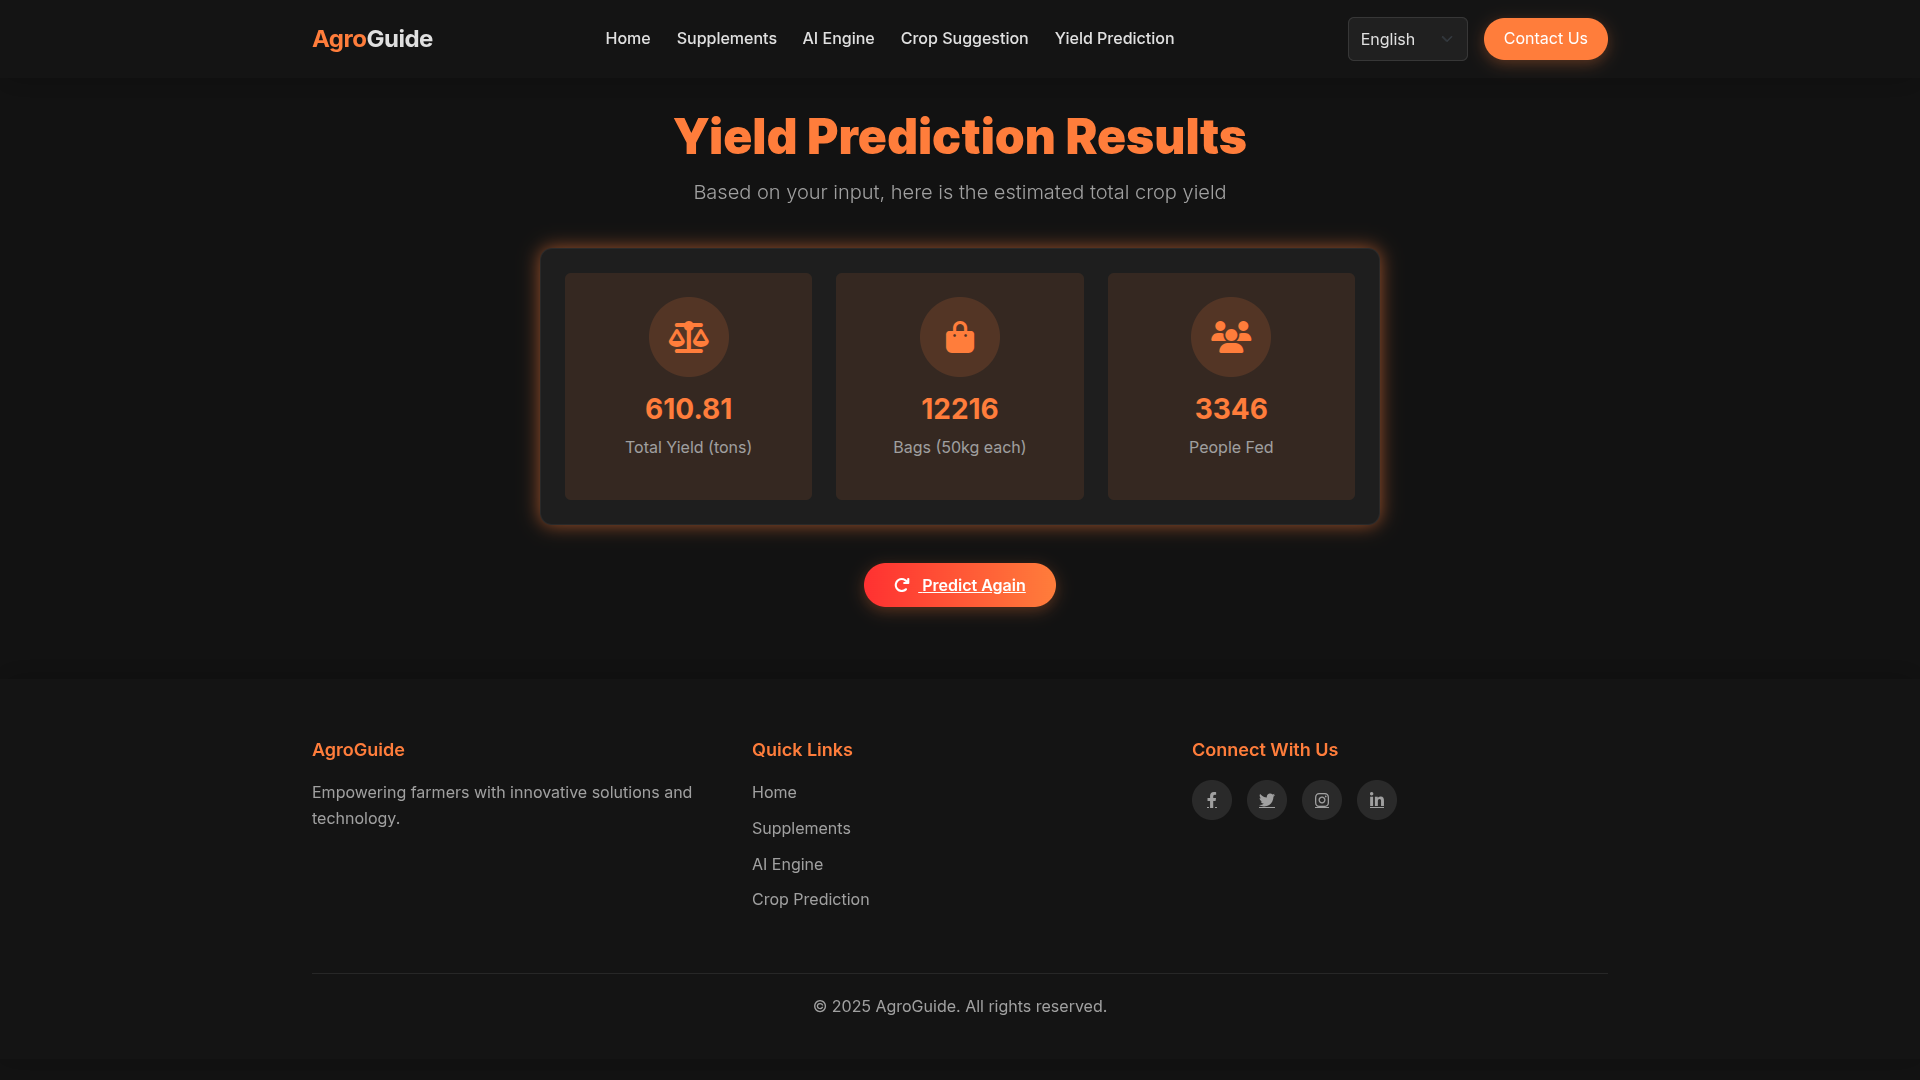 AgroGuide
Home
Supplements
AI Engine
Crop Suggestion
Yield Prediction
English
Contact Us
Yield Prediction Results
Based on your input, here is the estimated total crop yield
610.81
Total Yield (tons)
12216
Bags (50kg each)
3346
People Fed
Predict Again
AgroGuide
Empowering farmers with innovative solutions and
technology.
Quick Links
Home
Supplements
AI Engine
Crop Prediction
Connect With Us
© 2025 AgroGuide. All rights reserved.